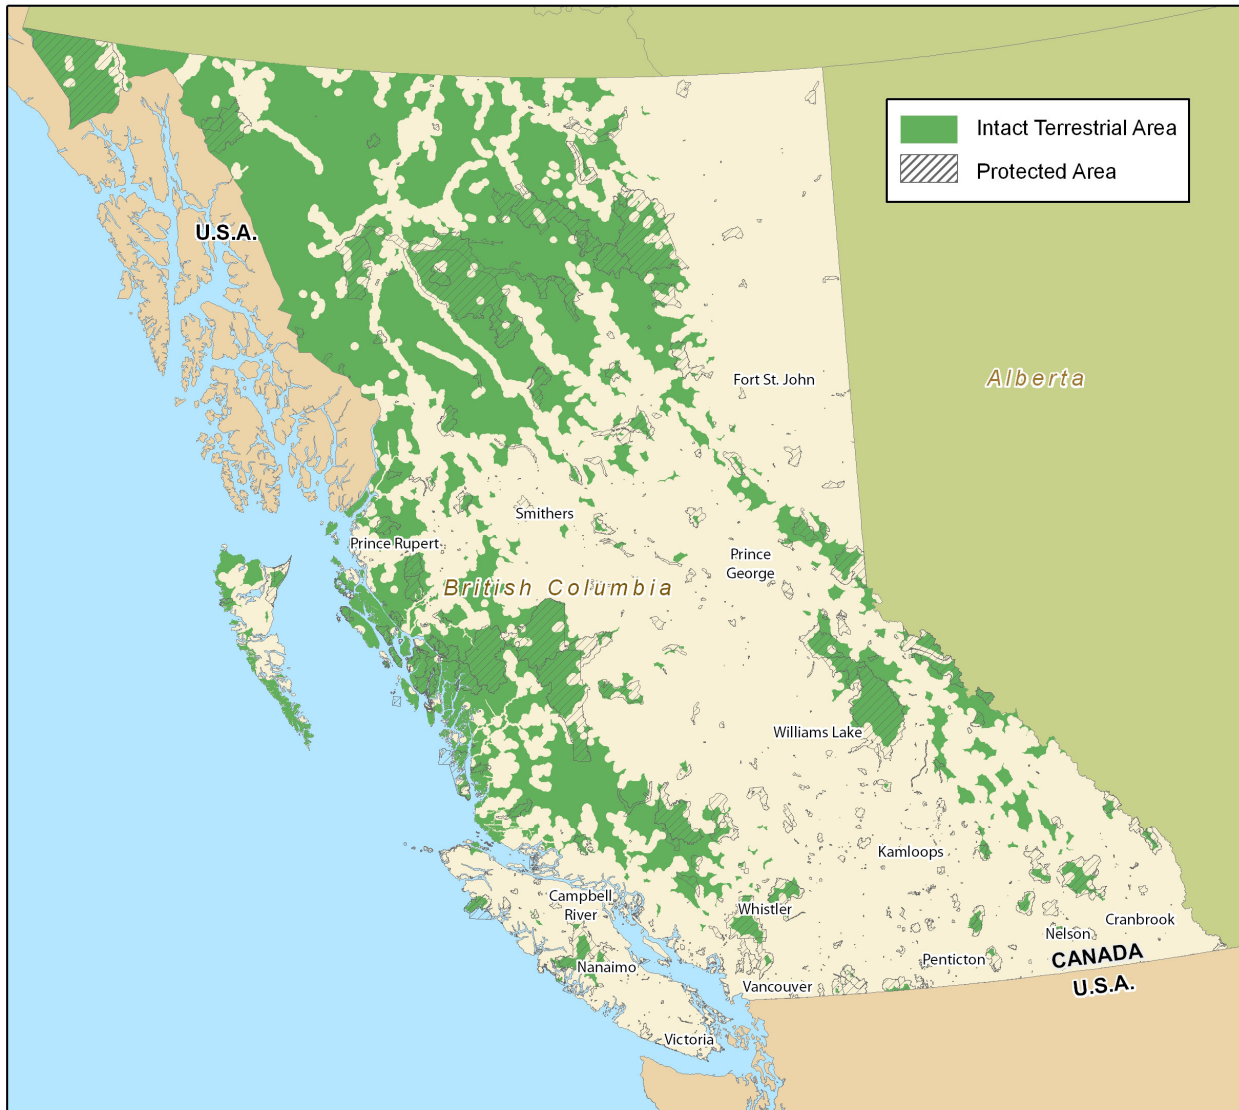 Intact Terrestrial Area
Protected Area
U.S.A.
Fort St. John
Alberta
Smithers
Prince Rupert
Prince
George
British Columbia
Williams Lake
Kamloops
Campbell
River
Whistler
Cranbrook
Nelson
Nanaimo
Penticton
CANADA
U.S.A.
Vancouver
Victoria